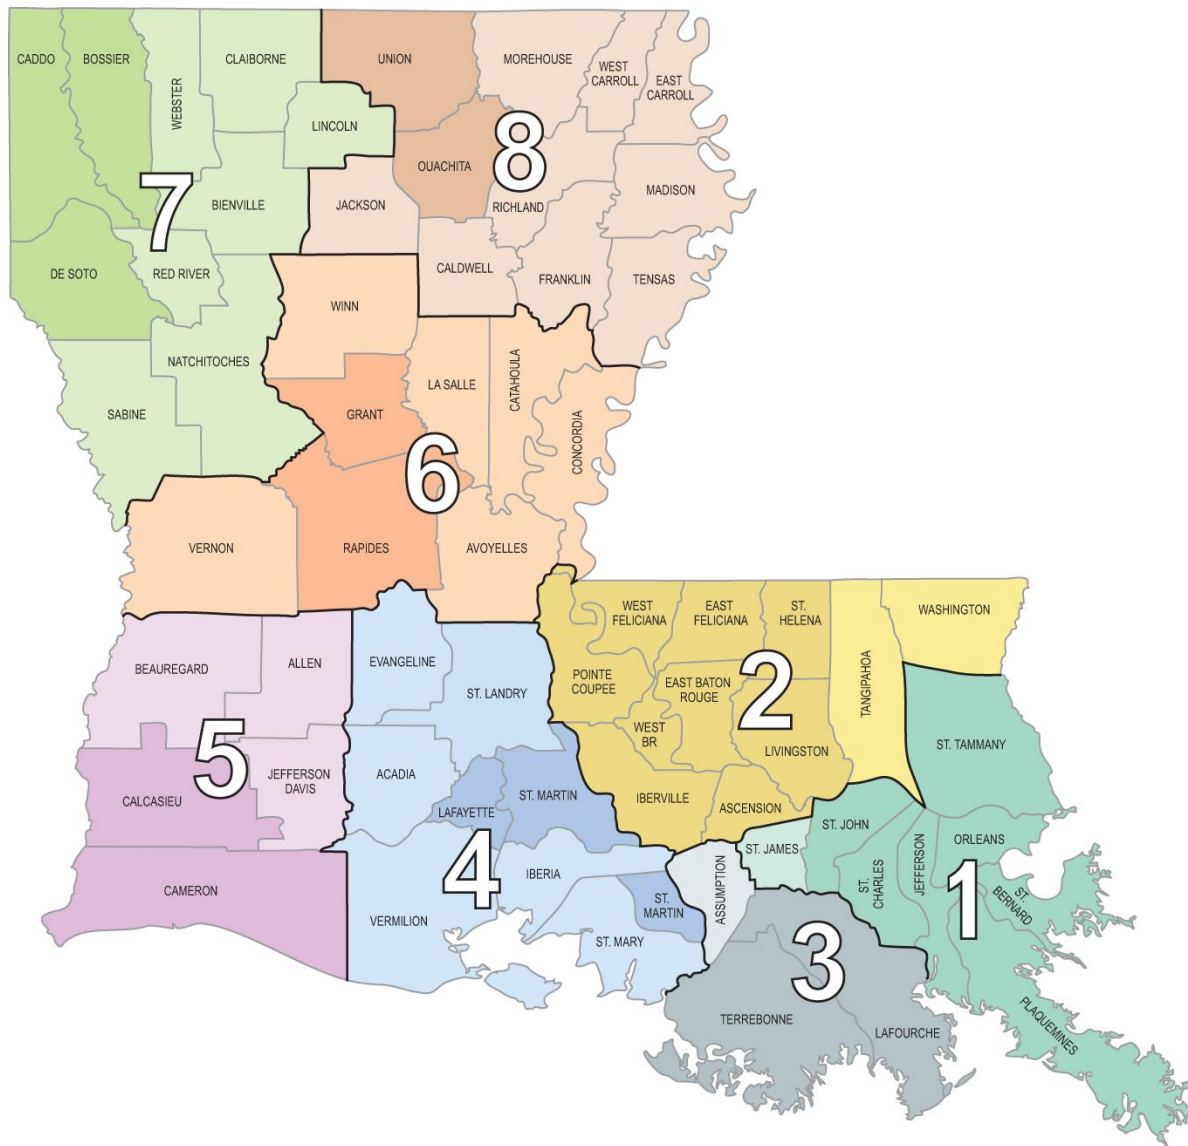 CADDO
BOSSIER
WEBSTER
CLAIBORNE
UNION
MOREHOUSE
WEST
CARROLL
EAST
CARROLL
LINCOLN
8
OUACHITA
7
BIENVILLE
JACKSON
RICHLAND
MADISON
DE SOTO
RED RIVER
CALDWELL
FRANKLIN
TENSAS
WINN
NATCHITOCHES
LA SALLE
CATAHOULA
SABINE
GRANT
CONCORDIA
6
VERNON
RAPIDES
AVOYELLES
WEST
FELICIANA
EAST
FELICIANA
ST.
HELENA
WASHINGTON
BEAUREGARD
ALLEN
EVANGELINE
ST. LANDRY
POINTE
COUPEE
EAST BATON
ROUGE
2
TANGIPAHOA
WEST
BR
LIVINGSTON
ST. TAMMANY
5
CALCASIEU
JEFFERSON
DAVIS
ACADIA
LAFAYETTE
ST. MARTIN
IBERVILLE
ASCENSION
ST. JOHN
ST. JAMES
ORLEANS
4
IBERIA
CAMERON
VERMILION
ST.
MARTIN
ASSUMPTION
ST.
CHARLES
JEFFERSON
1
ST.
BERNARD
ST. MARY
3
TERREBONNE
LAFOURCHE
PLAQUEMINES